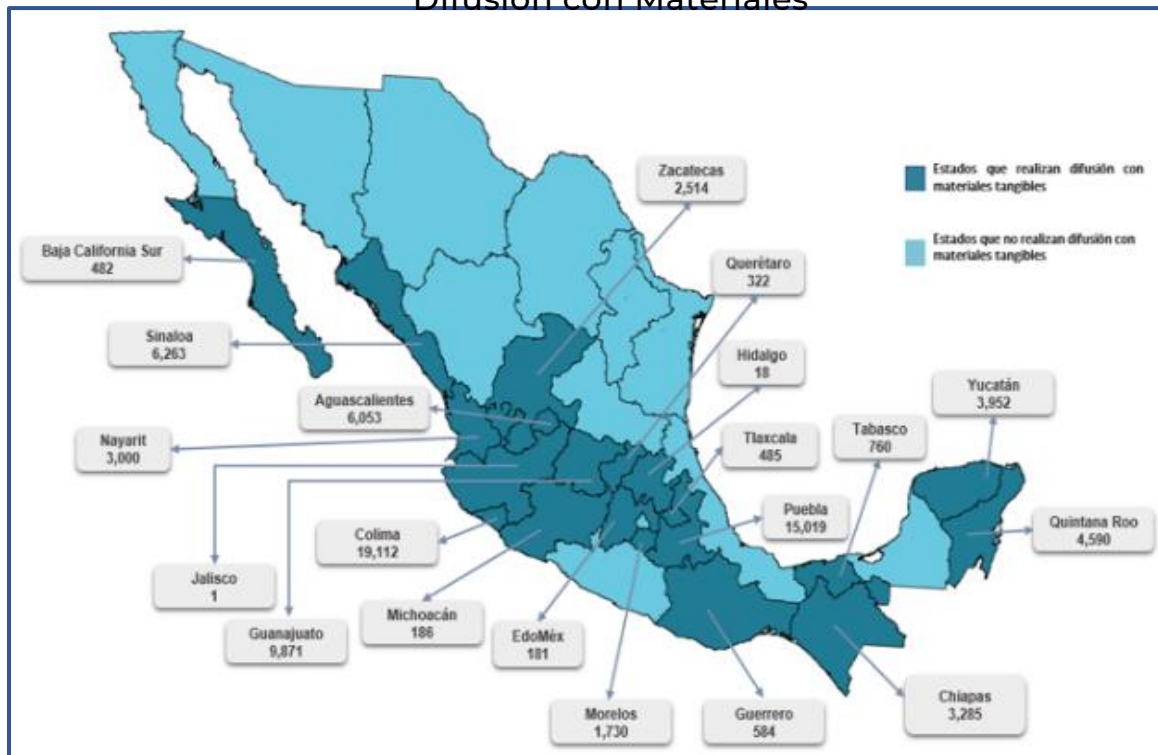 Difusión con Materiales
Zacatecas
2,514
Estados que realizan difusión con
materiales tangibles
Estados que no realizan difusión con
materiales tangibles
Baja California Sur
482
Querétaro
322
Sinaloa
6,263
Hidalgo
18
Aguascalientes
6,053
Yucatán
3,952
Nayarit
3,000
Tlaxcala
485
Tabasco
760
Colima
19,112
Puebla
15,019
Quintana Roo
4,590
Jalisco
1
Michoacán
186
Guanajuato
9,871
EdoMéx
181
Morelos
1,730
Guerrero
584
Chiapas
3,285